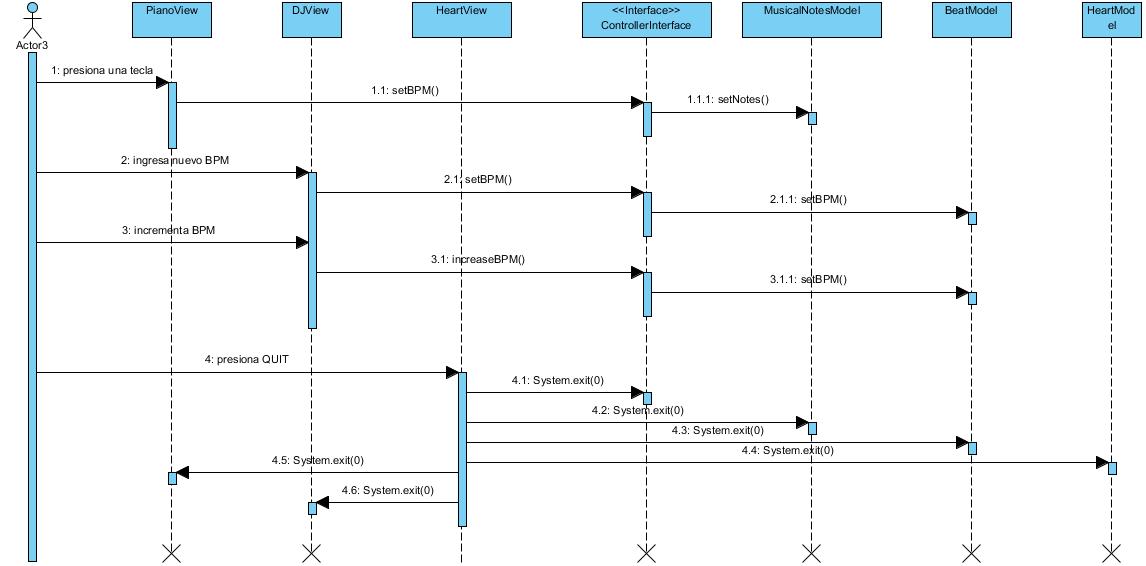 PianoView
DJView
HeartView
<<Interface>>
ControllerInterface
MusicalNotesModel
BeatModel
HeartMod
el
Actor3
1: presiona una tecla
1.1: setBPM()
1.1.1: setNotes()
2: ingresa nuevo BPM
2.1: setBPM()
2.1.1: setBPM()
3: incrementa BPM
3.1: increaseBPM()
3.1.1: setBPM()
4: presiona QUIT
4.1: System.exit(0)
4.2: System.exit(0)
4.3: System.exit(0)
4.4: System.exit(0)
4.5: System.exit(0)
4.6: System.exit(0)